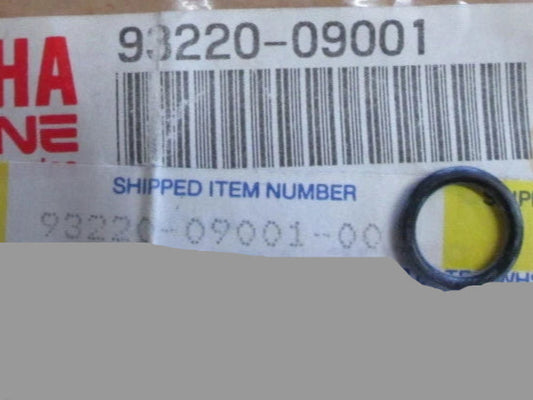 93220-09001
HA
NE
SHIPPED ITEM NUMBER
93220-09001-00